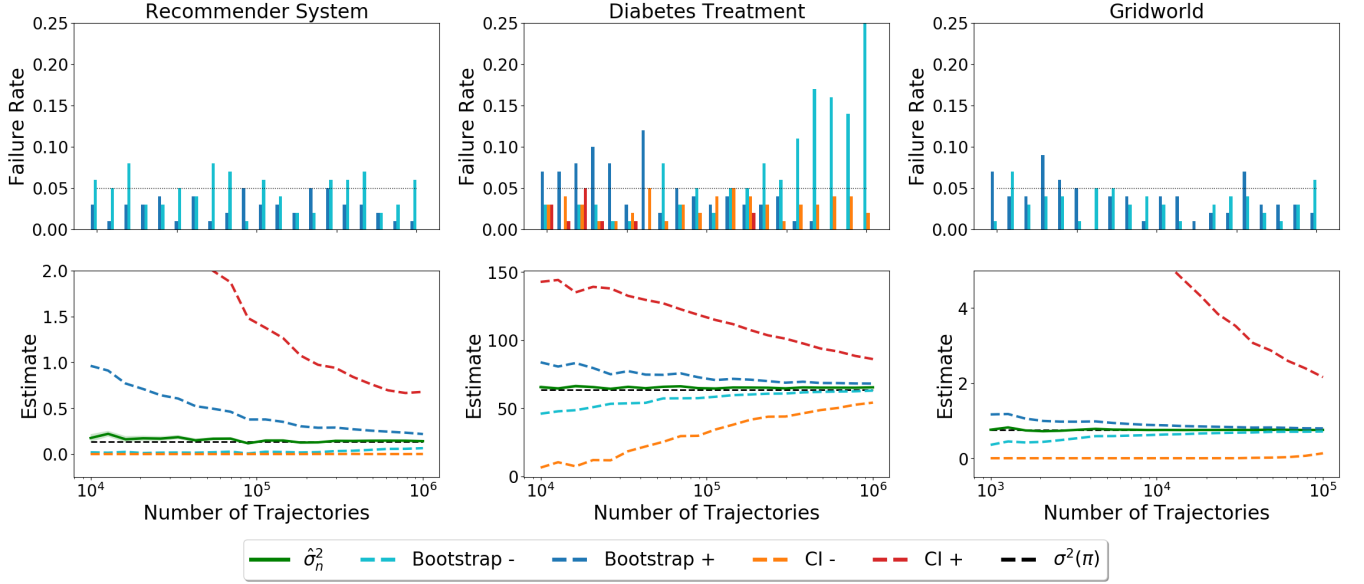 Recommender System
Diabetes Treatment
Gridworld
Failure Rate
0.25
0.20
0.15
0.10
0.05
0.00
Failure Rate
0.25
0.20
0.15
0.10
0.05
0.00
Failure Rate
0.25
0.20
0.15
0.10
0.05
0.00
Estimate
2.0
1.5
1.0
0.5
0.0
10⁴
10⁵
10⁶
Number of Trajectories
Estimate
150
100
50
0
10⁴
10⁵
10⁶
Number of Trajectories
Estimate
4
2
0
10³
10⁴
10⁵
Number of Trajectories
σ̂²ₙ
Bootstrap -
Bootstrap +
CI -
CI +
σ²(π)